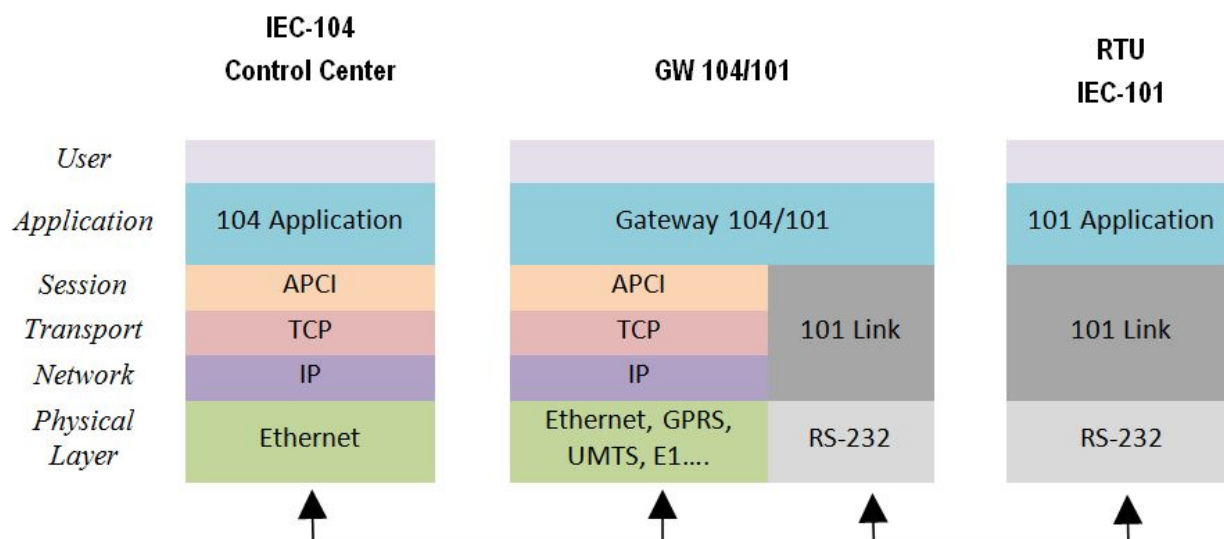 IEC-104
Control Center
GW 104/101
RTU
IEC-101
User
Application
104 Application
Gateway 104/101
101 Application
Session
APCI
APCI
Transport
TCP
TCP
101 Link
101 Link
Network
IP
IP
Physical
Layer
Ethernet
Ethernet, GPRS,
UMTS, E1....
RS-232
RS-232